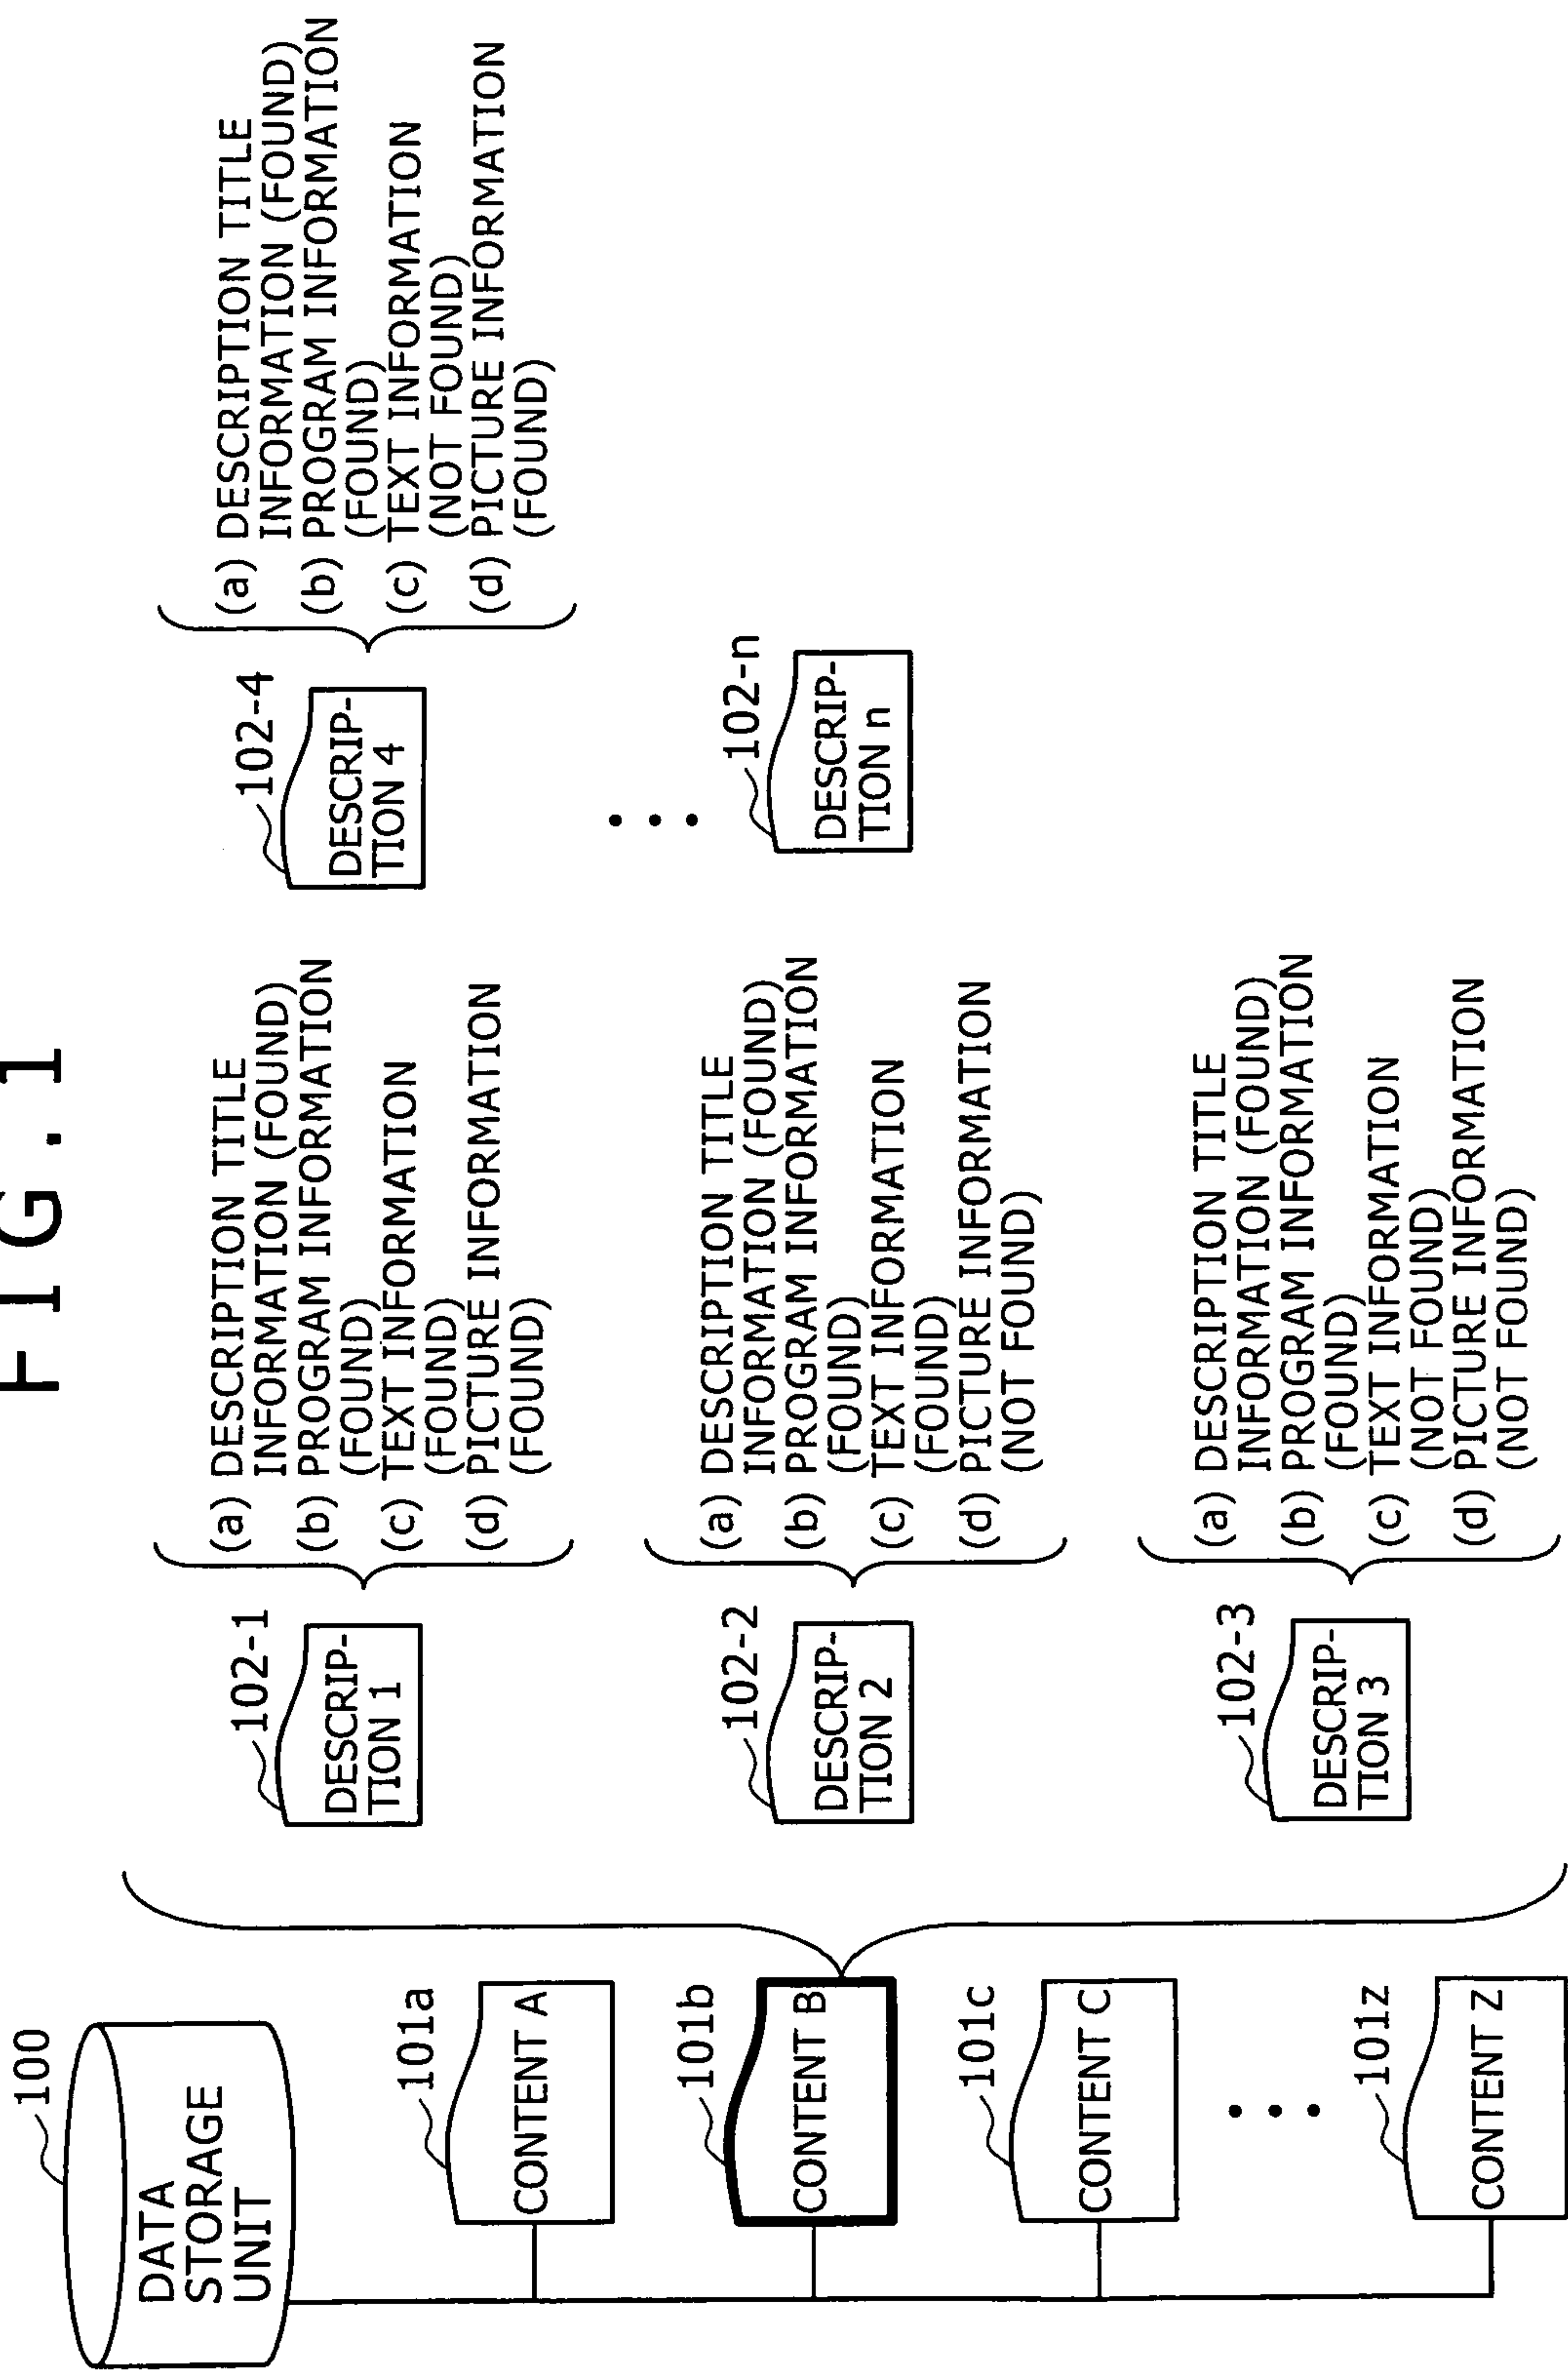 FIG.1
100
DATA
STORAGE
UNIT
101a
CONTENT A
101b
CONTENT B
101c
CONTENT C
101z
CONTENT Z
102-1
DESCRIP-
TION 1
(a) DESCRIPTION TITLE
INFORMATION (FOUND)
(b) PROGRAM INFORMATION
(FOUND)
(c) TEXT INFORMATION
(FOUND)
(d) PICTURE INFORMATION
(FOUND)
102-2
DESCRIP-
TION 2
(a) DESCRIPTION TITLE
INFORMATION (FOUND)
(b) PROGRAM INFORMATION
(FOUND)
(c) TEXT INFORMATION
(FOUND)
(d) PICTURE INFORMATION
(NOT FOUND)
102-3
DESCRIP-
TION 3
(a) DESCRIPTION TITLE
INFORMATION (FOUND)
(b) PROGRAM INFORMATION
(FOUND)
(c) TEXT INFORMATION
(NOT FOUND)
(d) PICTURE INFORMATION
(NOT FOUND)
102-4
DESCRIP-
TION 4
(a) DESCRIPTION TITLE
INFORMATION (FOUND)
(b) PROGRAM INFORMATION
(FOUND)
(c) TEXT INFORMATION
(NOT FOUND)
(d) PICTURE INFORMATION
(FOUND)
102-n
DESCRIP-
TION n